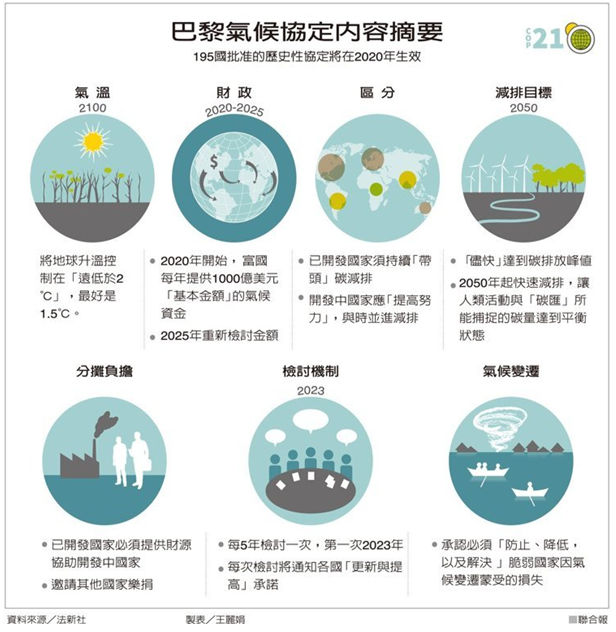 巴黎氣候協定內容摘要
195國批准的歷史性協定將在2020年生效
COP
21
氣溫
2100
將地球升溫控
制在「遠低於2
℃」，最好是
1.5℃。
財政
2020-2025
$
• 2020年開始，富國
每年提供1000億美元
「基本金額」的氣候
資金
• 2025年重新檢討金額
區分
• 已開發國家須持續「帶
頭」碳減排
• 開發中國家應「提高努
力」，與時並進減排
減排目標
2050
• 「儘快」達到碳排放峰值
• 2050年起快速減排，讓
人類活動與「碳匯」所
能捕捉的碳量達到平衡
狀態
分攤負擔
• 已開發國家必須提供財源
協助開發中國家
• 邀請其他國家樂捐
檢討機制
2023
• 每5年檢討一次，第一次2023年
• 每次檢討將通知各國「更新與提
高」承諾
氣候變遷
• 承認必須「防止、降低，
以及解決」脆弱國家因氣
候變遷蒙受的損失
資料來源／法新社
製表／王麗娟
■聯合報